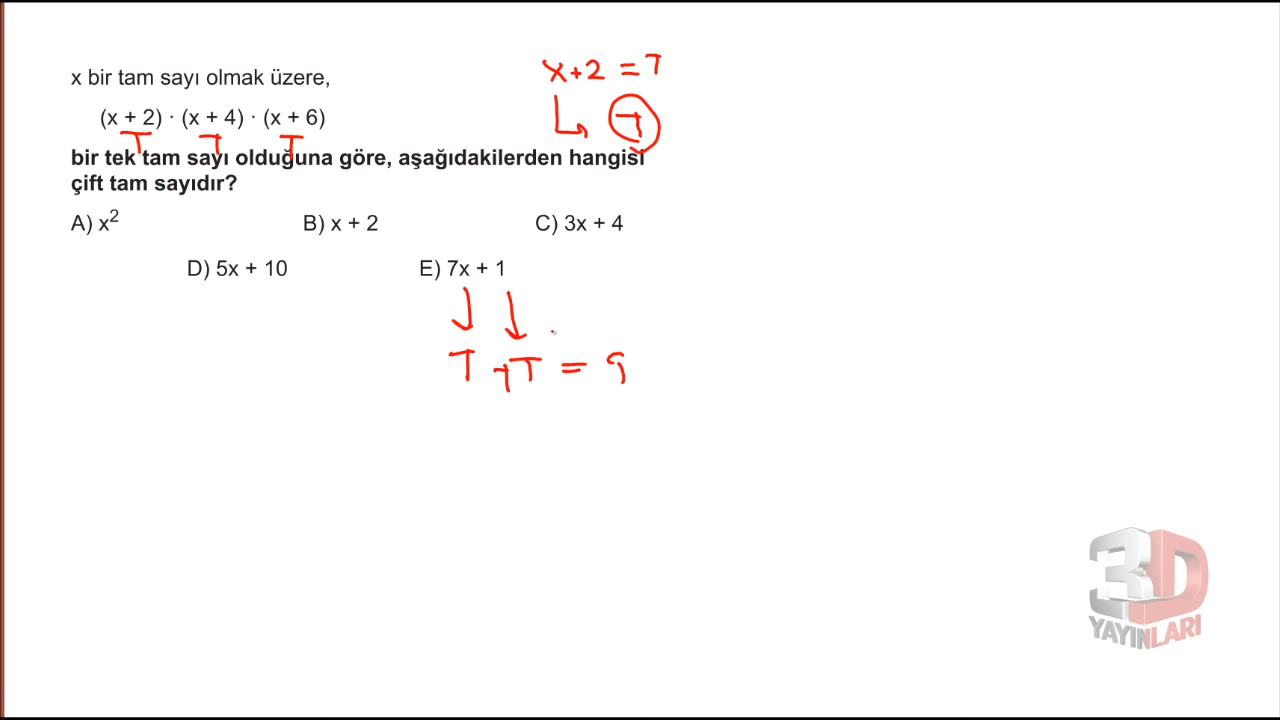 x bir tam sayı olmak üzere,
x+2 = T
(x + 2) · (x + 4) · (x + 6)
T T T
T
bir tek tam sayı olduğuna göre, aşağıdakilerden hangisi
çift tam sayıdır?
A) x² B) x + 2 C) 3x + 4
D) 5x + 10 E) 7x + 1
T + T =
3D
YAYINLARI